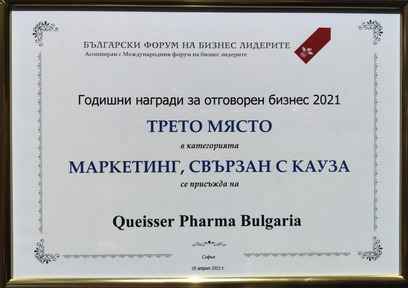 БЪЛГАРСКИ ФОРУМ НА БИЗНЕС ЛИДЕРИТЕ
Асоцииран с Международния форум на бизнес лидерите
Годишни награди за отговорен бизнес 2021
ТРЕТО МЯСТО
в категорията
МАРКЕТИНГ, СВЪРЗАН С КАУЗА
се присъжда на
Queisser Pharma Bulgaria
София
05 април 2022 г.